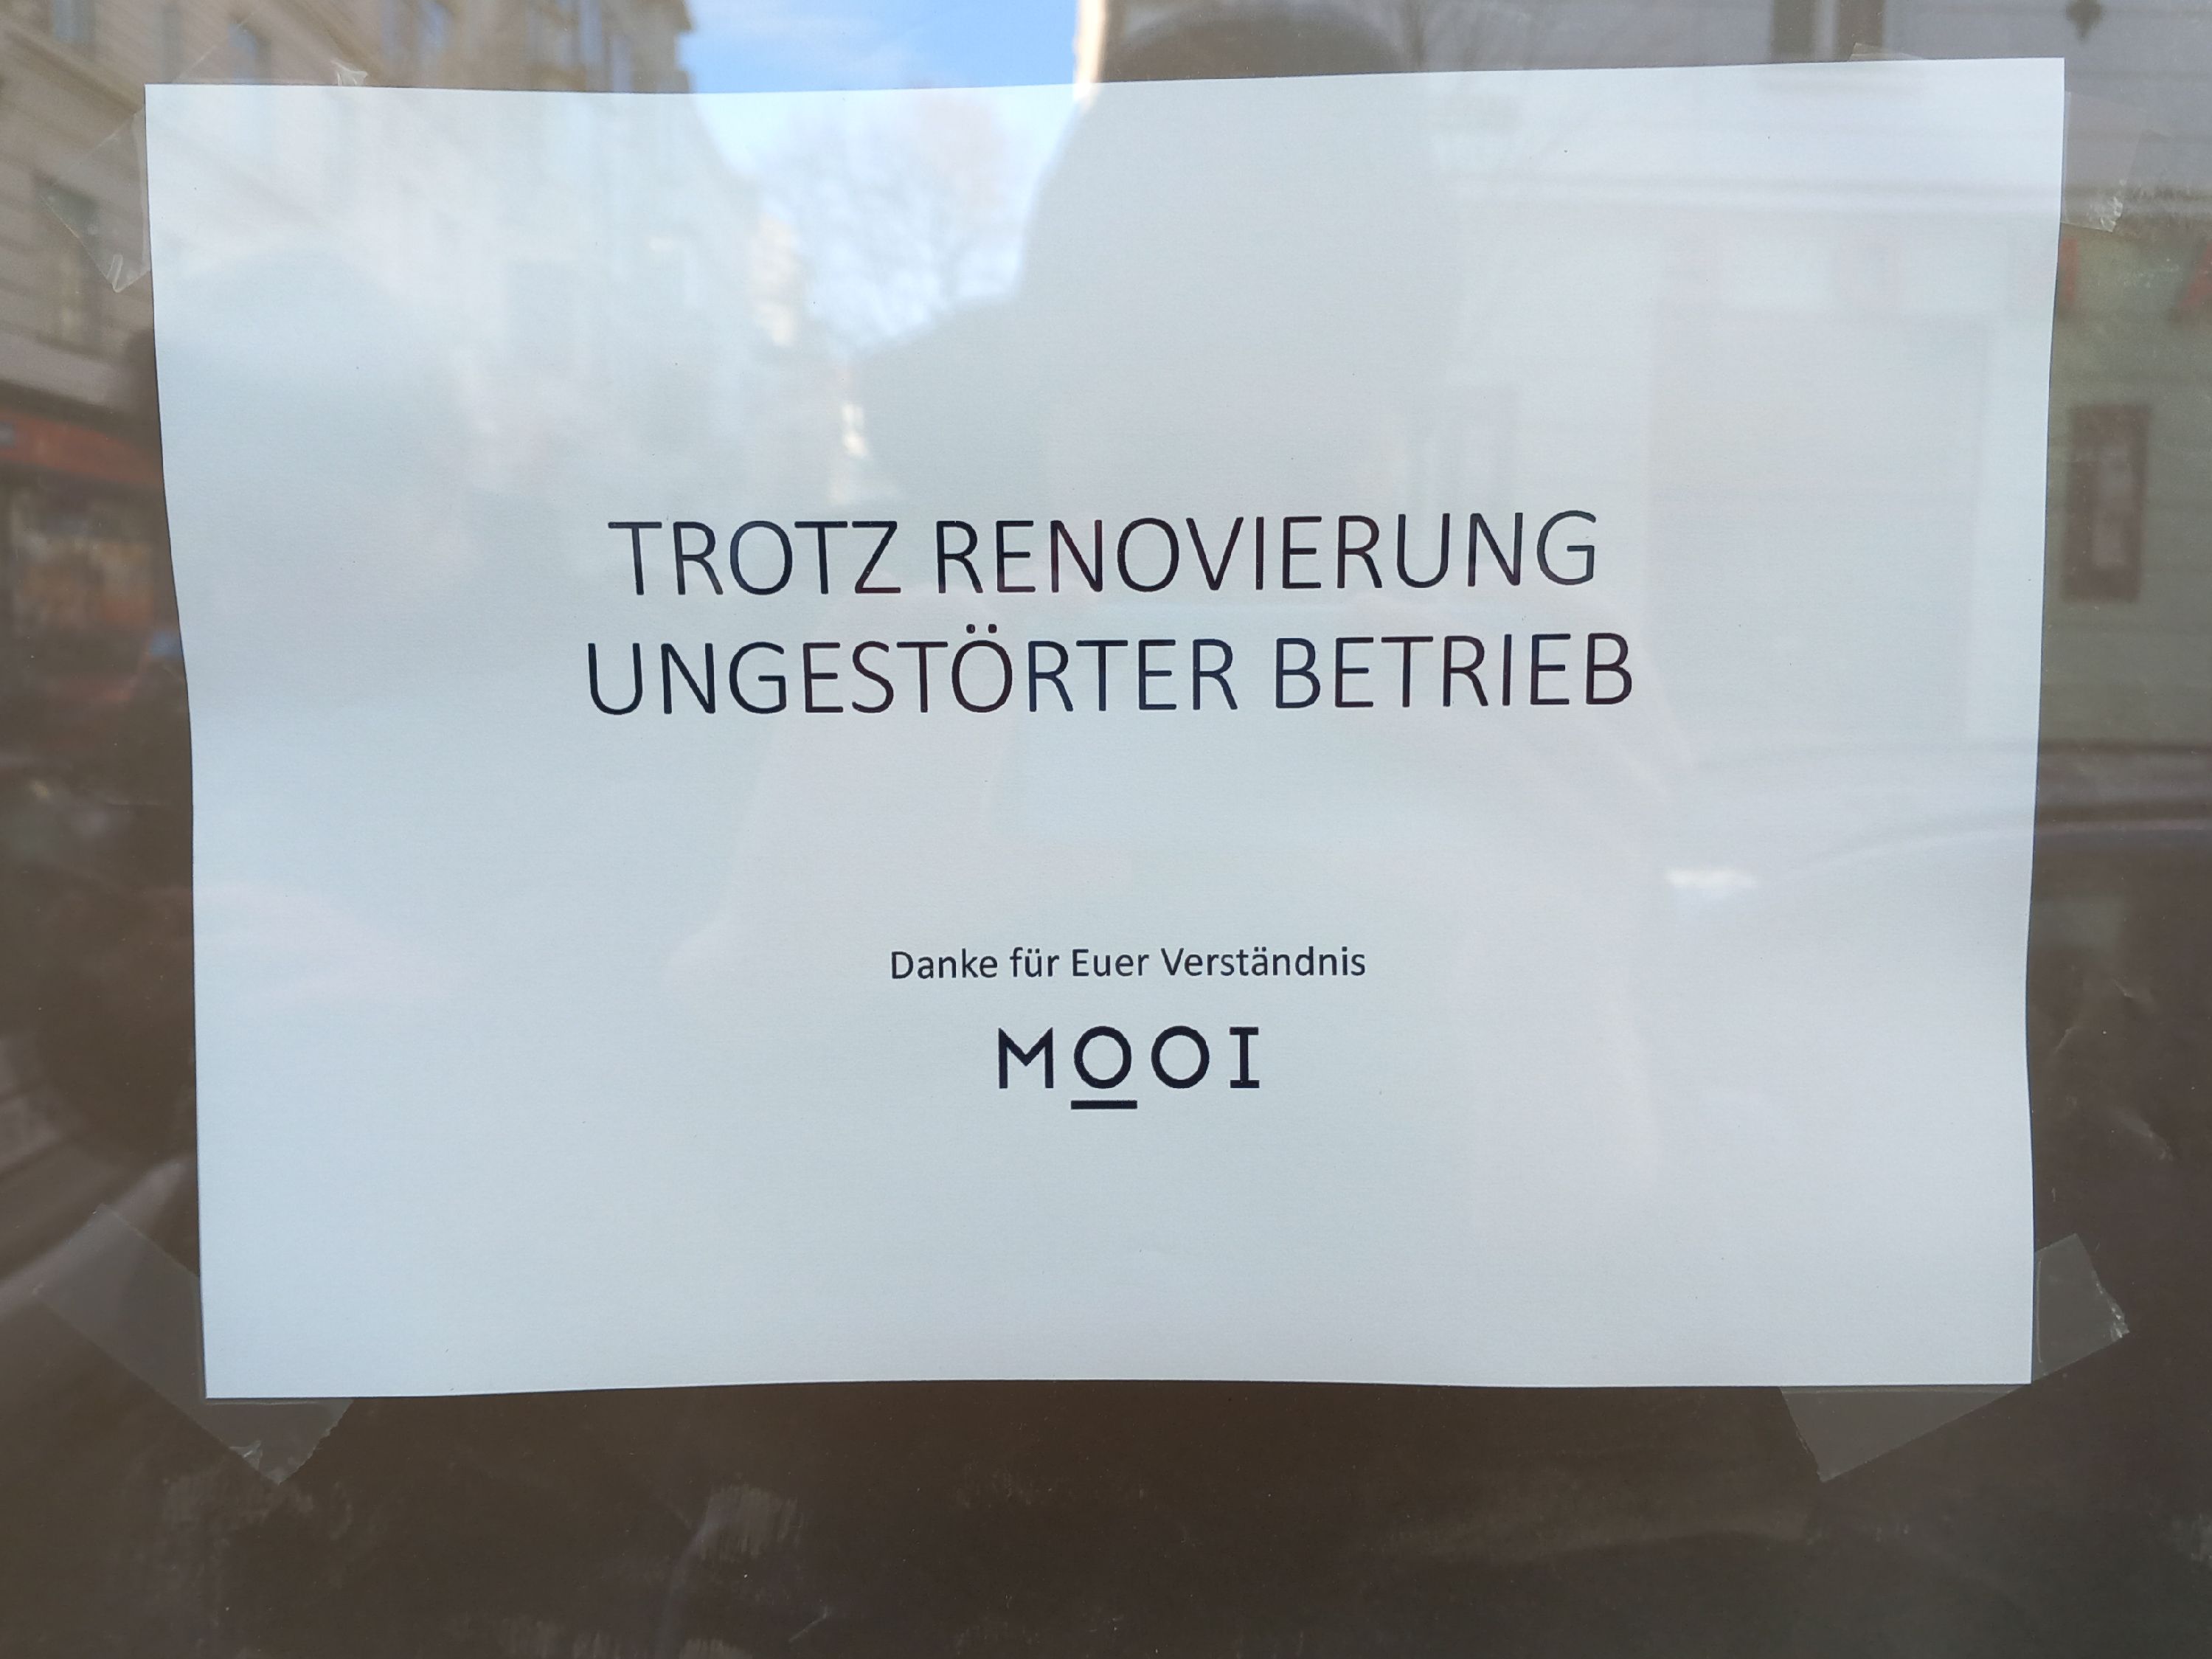 TROTZ RENOVIERUNG
UNGESTÖRTER BETRIEB
Danke für Euer Verständnis
MOOI